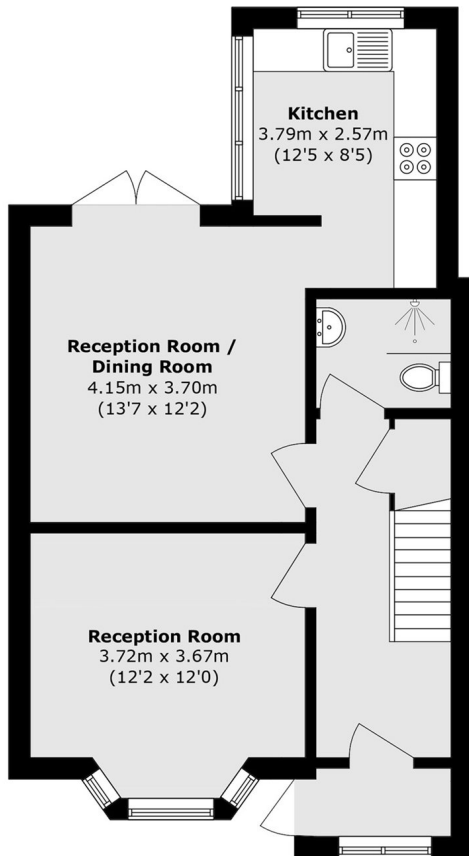 Kitchen
3.79m x 2.57m
(12'5 x 8'5)
Reception Room /
Dining Room
4.15m x 3.70m
(13'7 x 12'2)
Reception Room
3.72m x 3.67m
(12'2 x 12'0)